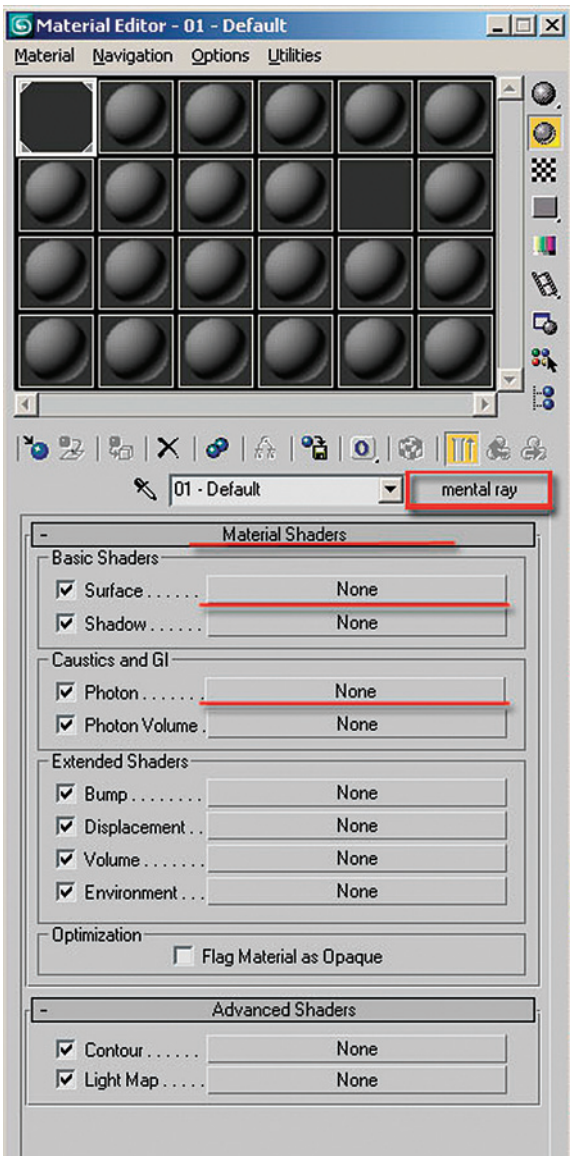 Material Editor - 01 - Default
Material Navigation Options Utilities
01 - Default mental ray
- Material Shaders
Basic Shaders
Surface . . . . . . None
Shadow . . . . . . None
Caustics and GI
Photon . . . . . . . None
Photon Volume . None
Extended Shaders
Bump . . . . . . . . None
Displacement . . None
Volume . . . . . . . None
Environment . . . None
Optimization
Flag Material as Opaque
- Advanced Shaders
Contour . . . . . . None
Light Map . . . . . None